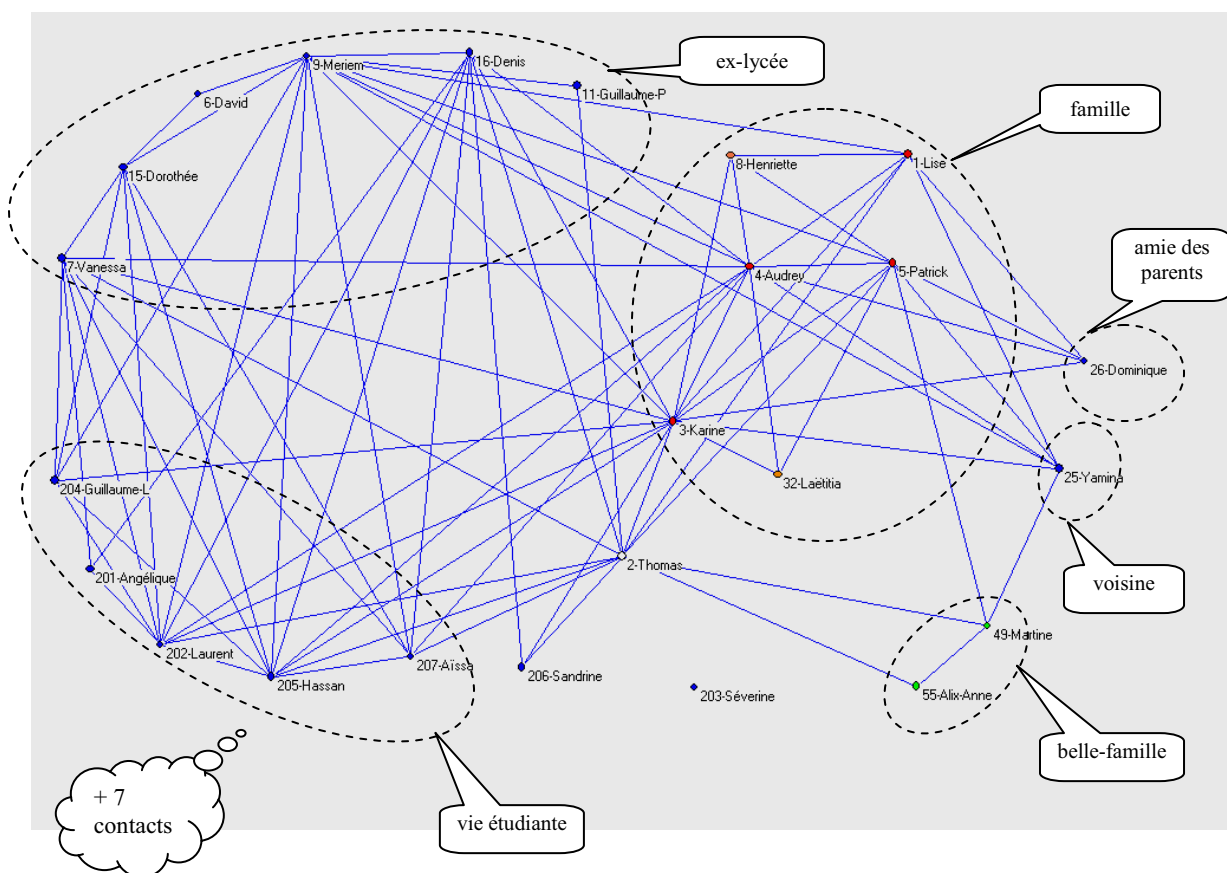 9-Meriem
16-Denis
ex-lycée
6-David
11-Guillaume-P
famille
8-Henriette
1-Lise
15-Dorothée
7-Vanessa
4-Audrey
5-Patrick
amie des
parents
26-Dominique
3-Karine
32-Laëtitia
25-Yamina
204-Guillaume-L
201-Angélique
2-Thomas
voisine
49-Martine
202-Laurent
207-Aïssa
205-Hassan
206-Sandrine
203-Séverine
55-Alix-Anne
belle-famille
+ 7
contacts
vie étudiante